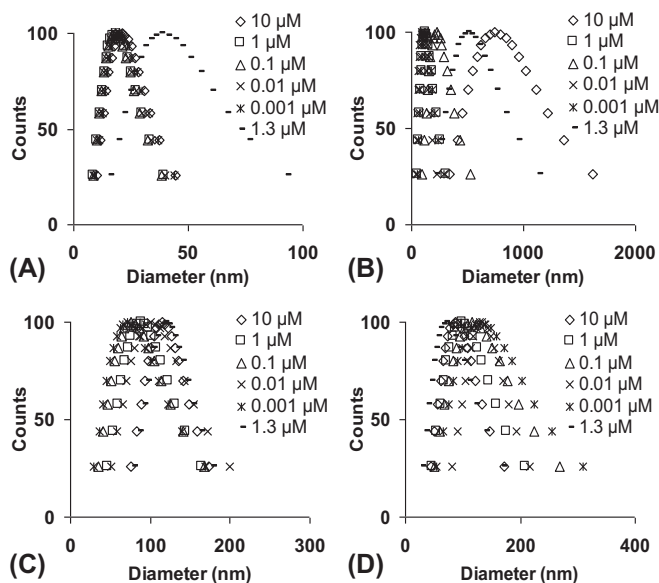 100
50
0
Counts
0
50
100
Diameter (nm)
(A)
10 µM
1 µM
0.1 µM
0.01 µM
0.001 µM
1.3 µM
100
50
0
Counts
0
1000
2000
Diameter (nm)
(B)
10 µM
1 µM
0.1 µM
0.01 µM
0.001 µM
1.3 µM
100
50
0
Counts
0
100
200
300
Diameter (nm)
(C)
10 µM
1 µM
0.1 µM
0.01 µM
0.001 µM
1.3 µM
100
50
0
Counts
0
200
400
Diameter (nm)
(D)
10 µM
1 µM
0.1 µM
0.01 µM
0.001 µM
1.3 µM